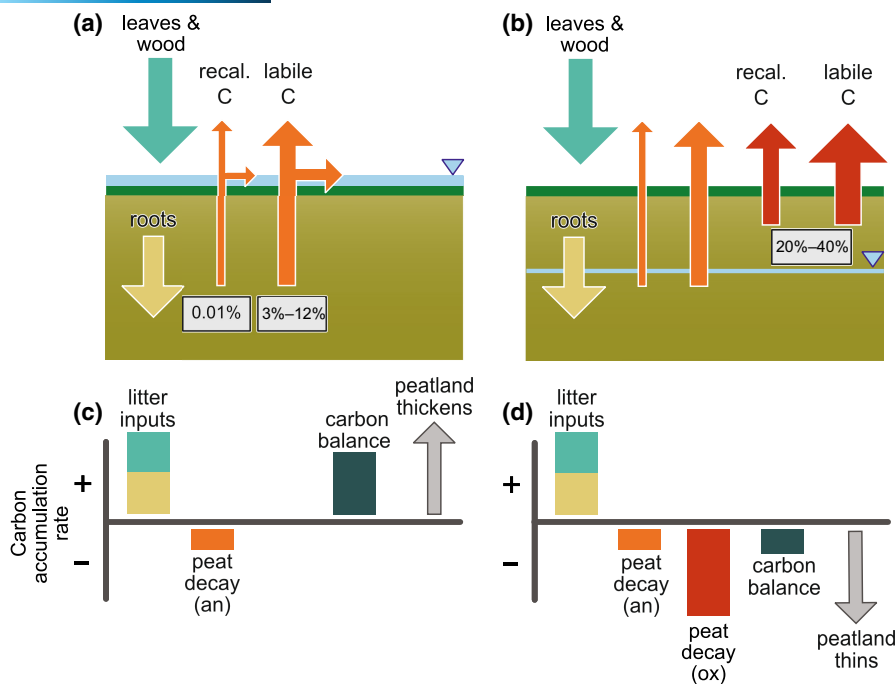 (a)
leaves &
wood
recal.
C
labile
C
roots
0.01%
3%–12%
(b)
leaves &
wood
recal.
C
labile
C
roots
20%–40%
(c)
Carbon
accumulation
rate
+
–
litter
inputs
peat
decay
(an)
carbon
balance
peatland
thickens
(d)
+
–
litter
inputs
peat
decay
(an)
peat
decay
(ox)
carbon
balance
peatland
thins